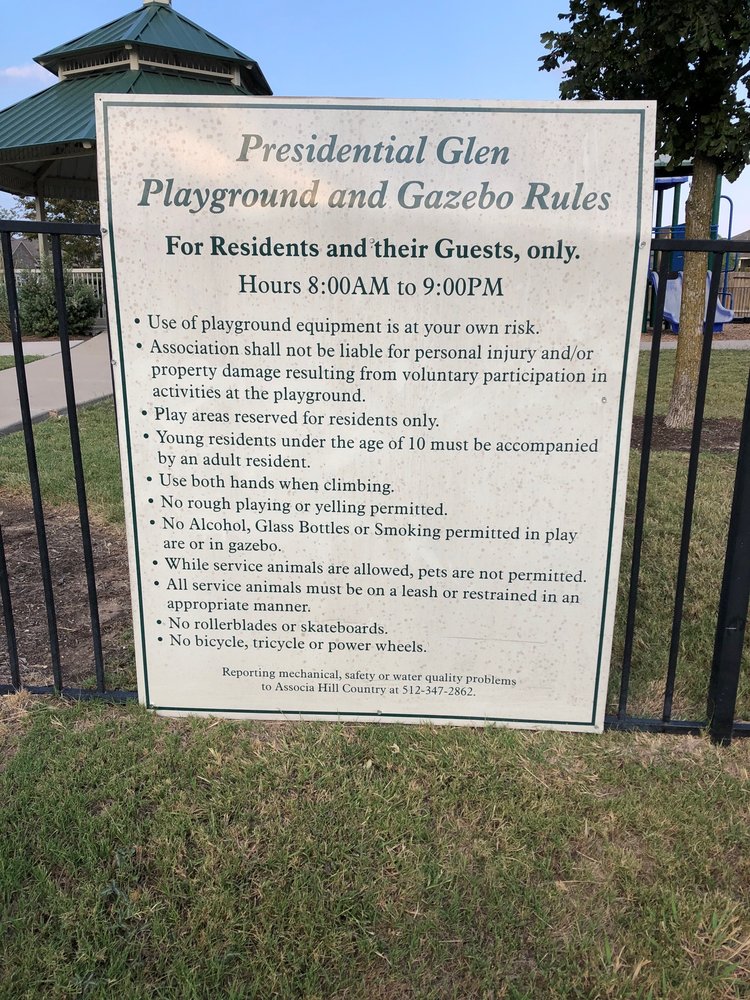 Presidential Glen
Playground and Gazebo Rules
For Residents and their Guests, only.
Hours 8:00AM to 9:00PM
• Use of playground equipment is at your own risk.
• Association shall not be liable for personal injury and/or
property damage resulting from voluntary participation in
activities at the playground.
• Play areas reserved for residents only.
• Young residents under the age of 10 must be accompanied
by an adult resident.
• Use both hands when climbing.
• No rough playing or yelling permitted.
• No Alcohol, Glass Bottles or Smoking permitted in play
are or in gazebo.
• While service animals are allowed, pets are not permitted.
• All service animals must be on a leash or restrained in an
appropriate manner.
• No rollerblades or skateboards.
• No bicycle, tricycle or power wheels.
Reporting mechanical, safety or water quality problems
to Associa Hill Country at 512-347-2862.